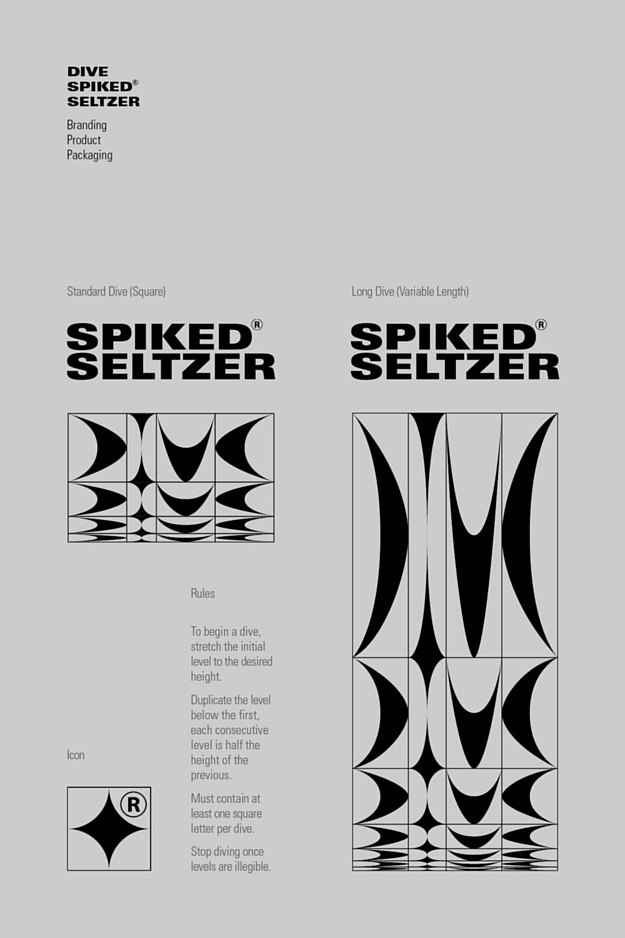 DIVE
SPIKED®
SELTZER
Branding
Product
Packaging
Standard Dive (Square)
SPIKED®
SELTZER
Rules
To begin a dive,
stretch the initial
level to the desired
height.
Duplicate the level
below the first,
each consecutive
level is half the
height of the
previous.
Must contain at
least one square
letter per dive.
Stop diving once
levels are illegible.
Icon
®
Long Dive (Variable Length)
SPIKED®
SELTZER